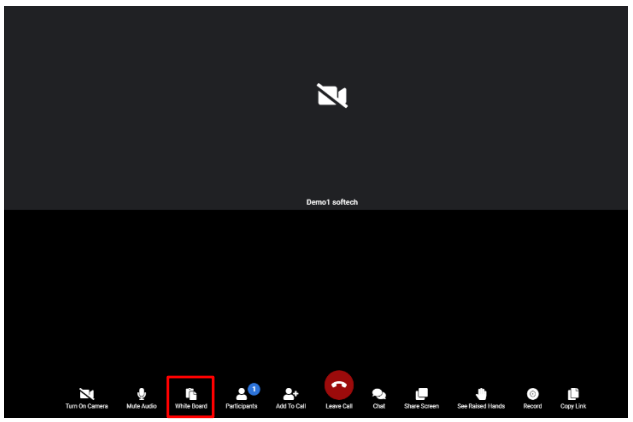 Demo1 softech
1
Turn On Camera Mute Audio White Board Participants Add To Call Leave Call Chat Share Screen See Raised Hands Record Copy Link